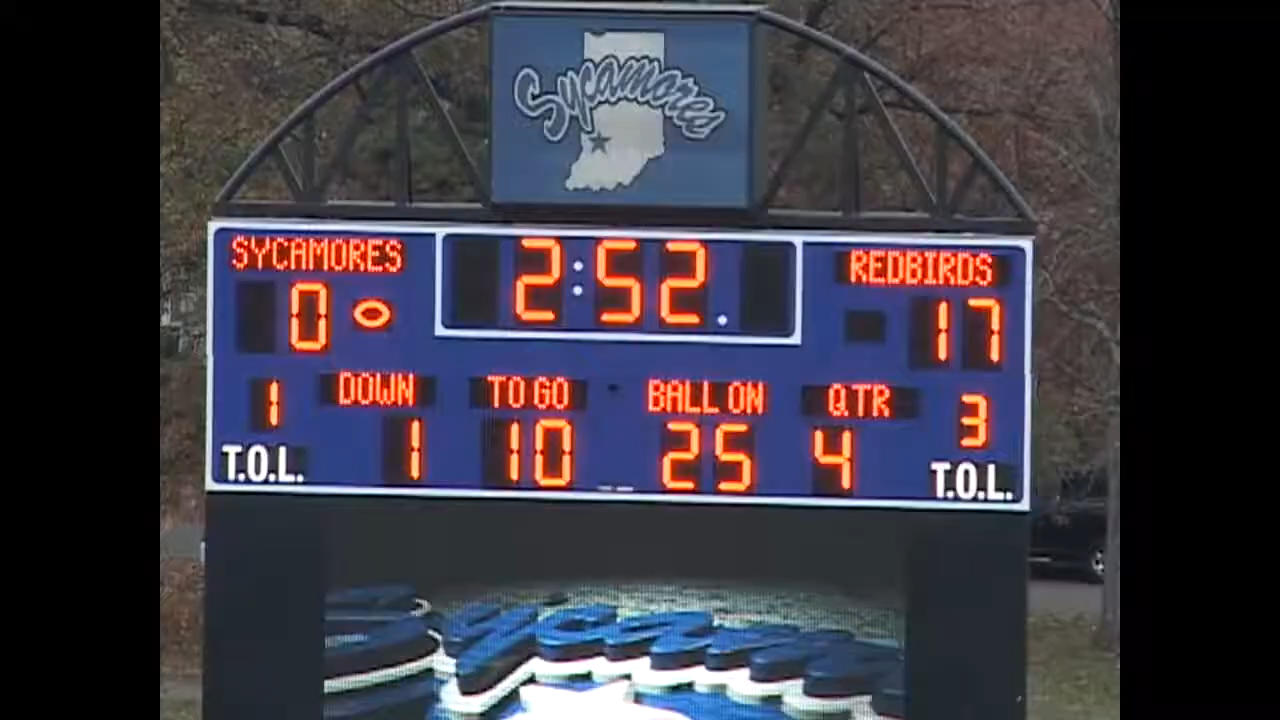 Sycamores
SYCAMORES 2:52. REDBIRDS
0 17
DOWN TO GO BALL ON QTR
1 3
1 10 25 4
T.O.L. T.O.L.
Sycamores